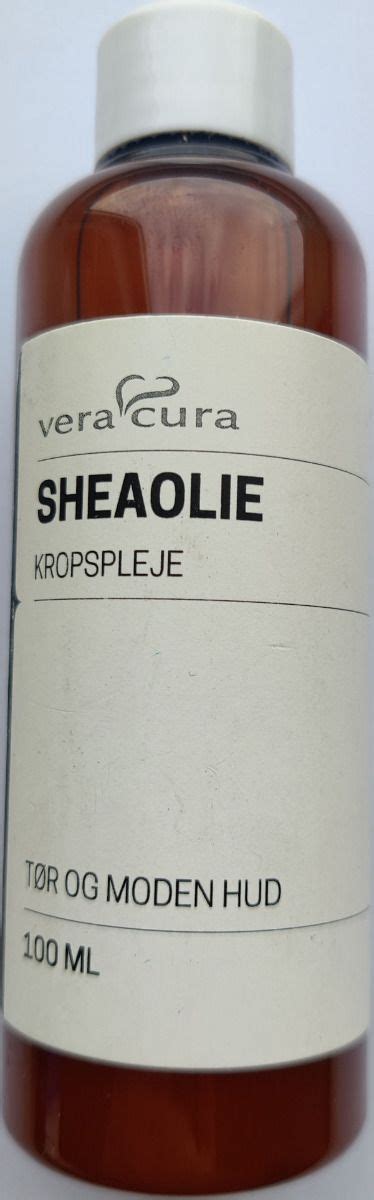 vera cura
SHEAOLIE
KROPSPLEJE
TØR OG MODEN HUD
100 ML